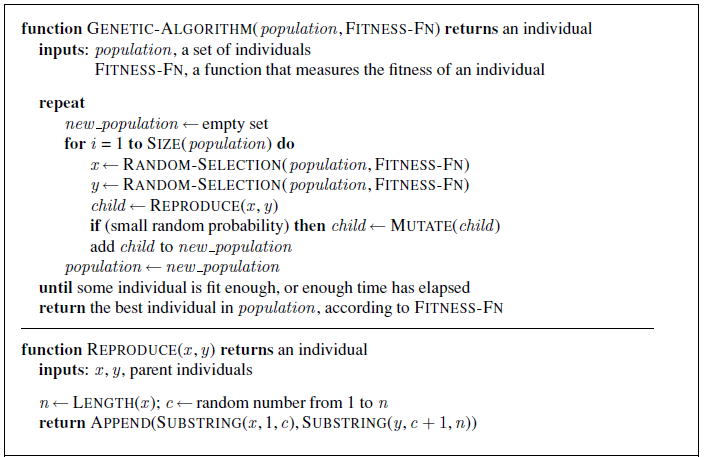 function GENETIC-ALGORITHM(population, FITNESS-FN) returns an individual
inputs: population, a set of individuals
FITNESS-FN, a function that measures the fitness of an individual
repeat
new_population ← empty set
for i = 1 to SIZE(population) do
x ← RANDOM-SELECTION(population, FITNESS-FN)
y ← RANDOM-SELECTION(population, FITNESS-FN)
child ← REPRODUCE(x, y)
if (small random probability) then child ← MUTATE(child)
add child to new_population
population ← new_population
until some individual is fit enough, or enough time has elapsed
return the best individual in population, according to FITNESS-FN
function REPRODUCE(x, y) returns an individual
inputs: x, y, parent individuals
n ← LENGTH(x); c ← random number from 1 to n
return APPEND(SUBSTRING(x, 1, c), SUBSTRING(y, c + 1, n))